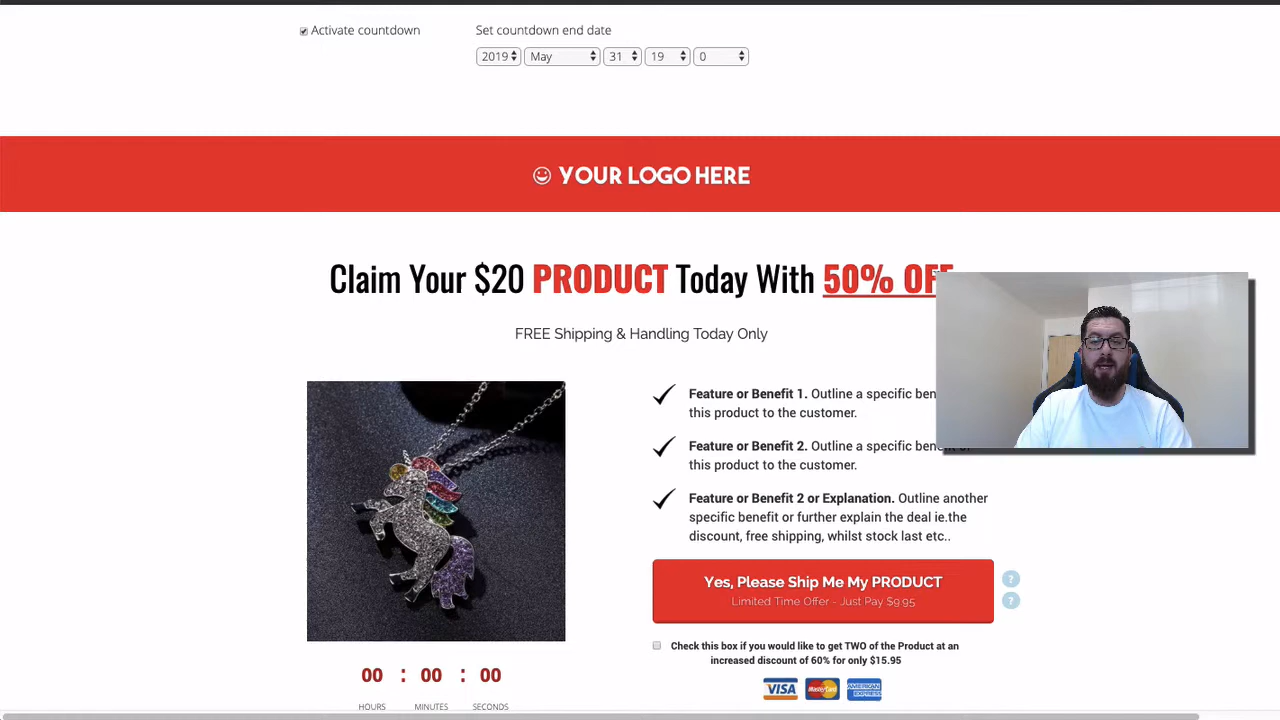 Activate countdown
Set countdown end date
2019 May 31 19 0
YOUR LOGO HERE
Claim Your $20 PRODUCT Today With 50% OFF
FREE Shipping & Handling Today Only
Feature or Benefit 1. Outline a specific ben
this product to the customer.
Feature or Benefit 2. Outline a specific benefit of
this product to the customer.
Feature or Benefit 2 or Explanation. Outline another
specific benefit or further explain the deal ie.the
discount, free shipping, whilst stock last etc..
Yes, Please Ship Me My PRODUCT
Limited Time Offer - Just Pay $9.95
?
?
Check this box if you would like to get TWO of the Product at an
increased discount of 60% for only $15.95
00 : 00 : 00
HOURS MINUTES SECONDS
VISA MasterCard AMERICAN EXPRESS